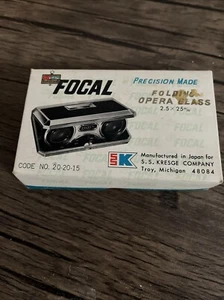 FOCAL
PRECISION MADE
FOLDING
OPERA GLASS
2.5 × 25m/m
CODE NO. 20-20-15
SK
Manufactured in Japan for
S.S. KRESGE COMPANY
Troy, Michigan 48084